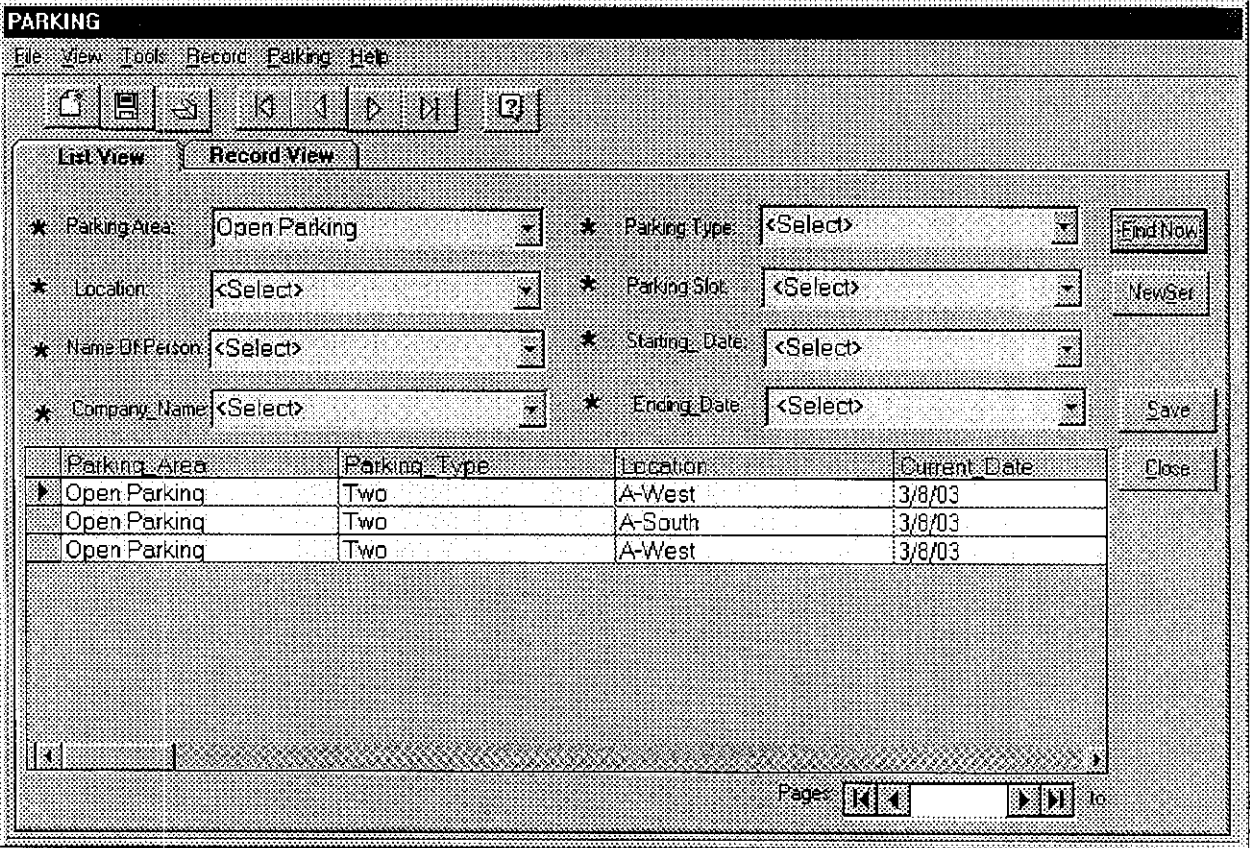 PARKING
File View Tools Record Parking Help
List View Record View
* Parking Area: Open Parking * Parking Type: <Select> Find Now
* Location: <Select> * Parking Slot: <Select> NewSer
* Name Of Person: <Select> * Starting_Date: <Select>
* Company_Name <Select> * Ending_Date <Select> Save
Parking_Area Parking_Type Location Current_Date Close
Open Parking Two A-West 3/8/03
Open Parking Two A-South 3/8/03
Open Parking Two A-West 3/8/03
Pages: to